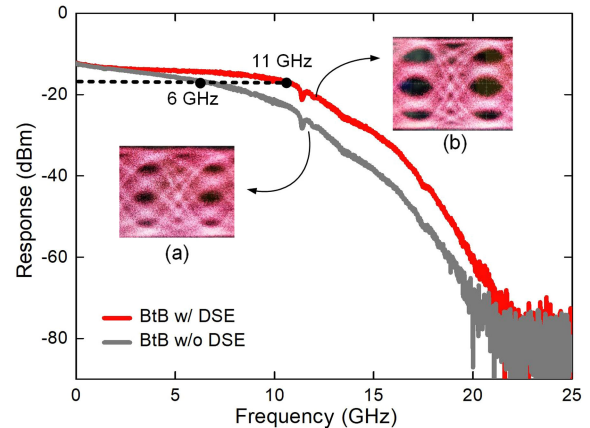 0
-20
-40
-60
-80
Response (dBm)
11 GHz
6 GHz
(b)
(a)
BtB w/ DSE
BtB w/o DSE
0
5
10
15
20
25
Frequency (GHz)